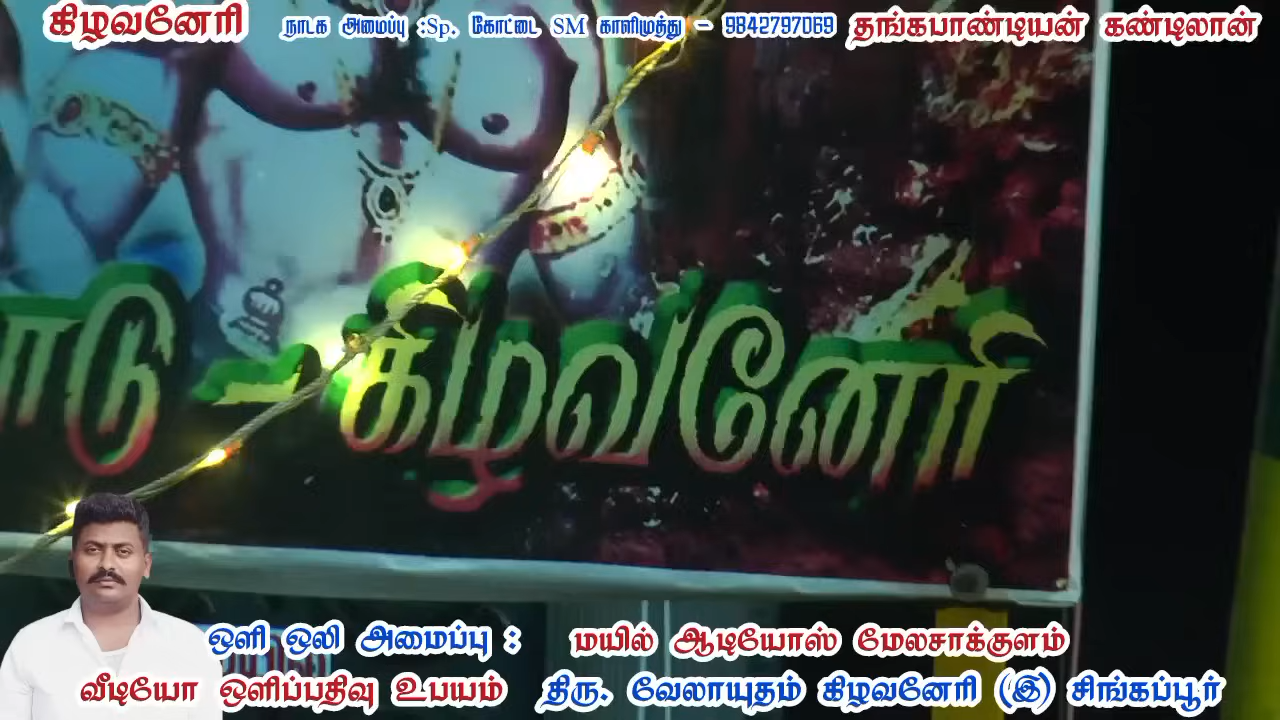 கிழவனேரி நாடக அமைப்பு :Sp. கோட்டை SM காளிமுத்து - 9842797069 தங்கபாண்டியன் கண்டிலான்
டு - கிழவனேரி
ஒளி ஒலி அமைப்பு : மயில் ஆடியோஸ் மேலசாக்குளம்
வீடியோ ஒளிப்பதிவு உபயம் திரு. வேலாயுதம் கிழவனேரி (இ) சிங்கப்பூர்